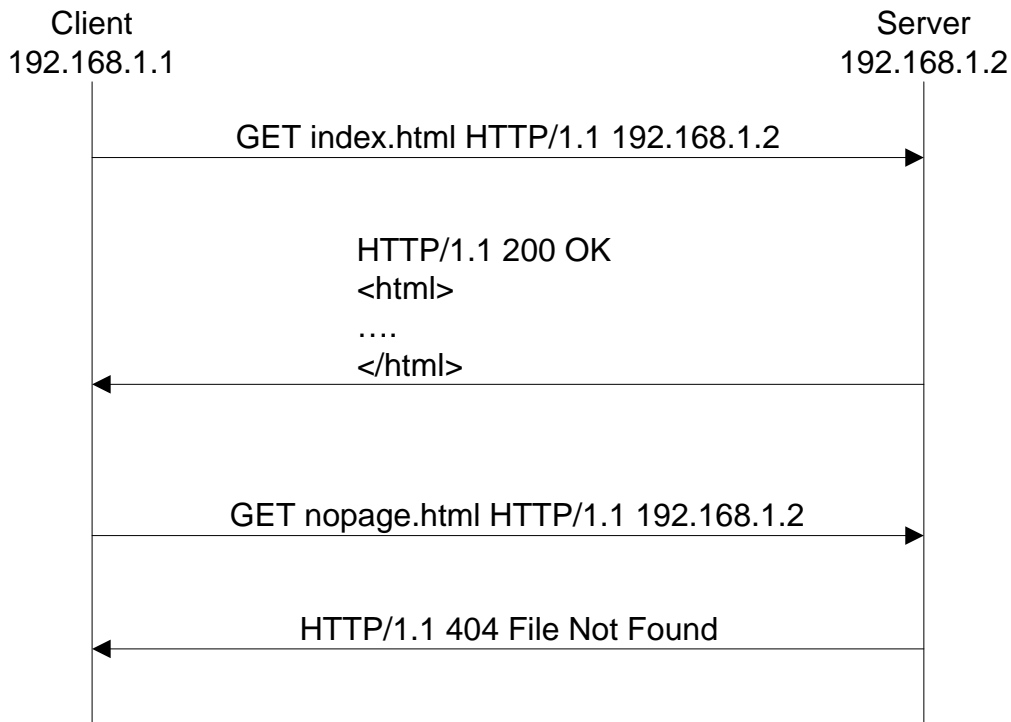 Client
192.168.1.1
Server
192.168.1.2
GET index.html HTTP/1.1 192.168.1.2
HTTP/1.1 200 OK
<html>
….
</html>
GET nopage.html HTTP/1.1 192.168.1.2
HTTP/1.1 404 File Not Found